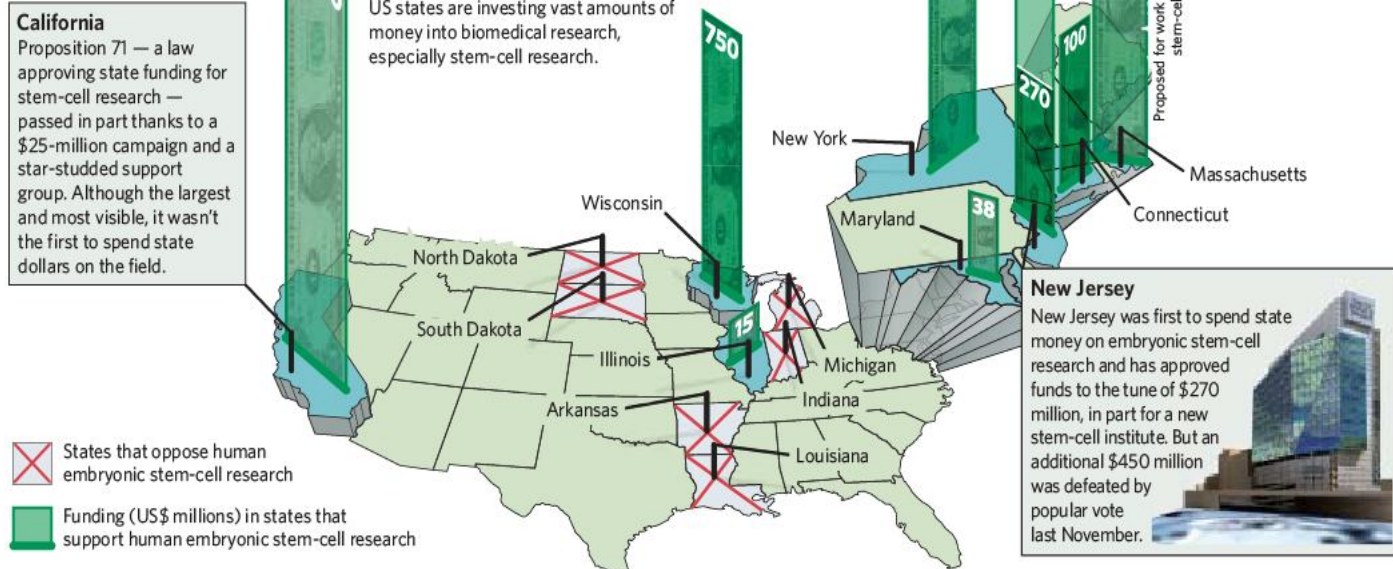 California
Proposition 71 — a law
approving state funding for
stem-cell research —
passed in part thanks to a
$25-million campaign and a
star-studded support
group. Although the largest
and most visible, it wasn't
the first to spend state
dollars on the field.
US states are investing vast amounts of
money into biomedical research,
especially stem-cell research.
0
750
270
100
Proposed for work
stem-cel
New York
Massachusetts
Connecticut
Maryland
38
Wisconsin
North Dakota
South Dakota
15
Illinois
Michigan
Indiana
Arkansas
Louisiana
States that oppose human
embryonic stem-cell research
Funding (US$ millions) in states that
support human embryonic stem-cell research
New Jersey
New Jersey was first to spend state
money on embryonic stem-cell
research and has approved
funds to the tune of $270
million, in part for a new
stem-cell institute. But an
additional $450 million
was defeated by
popular vote
last November.